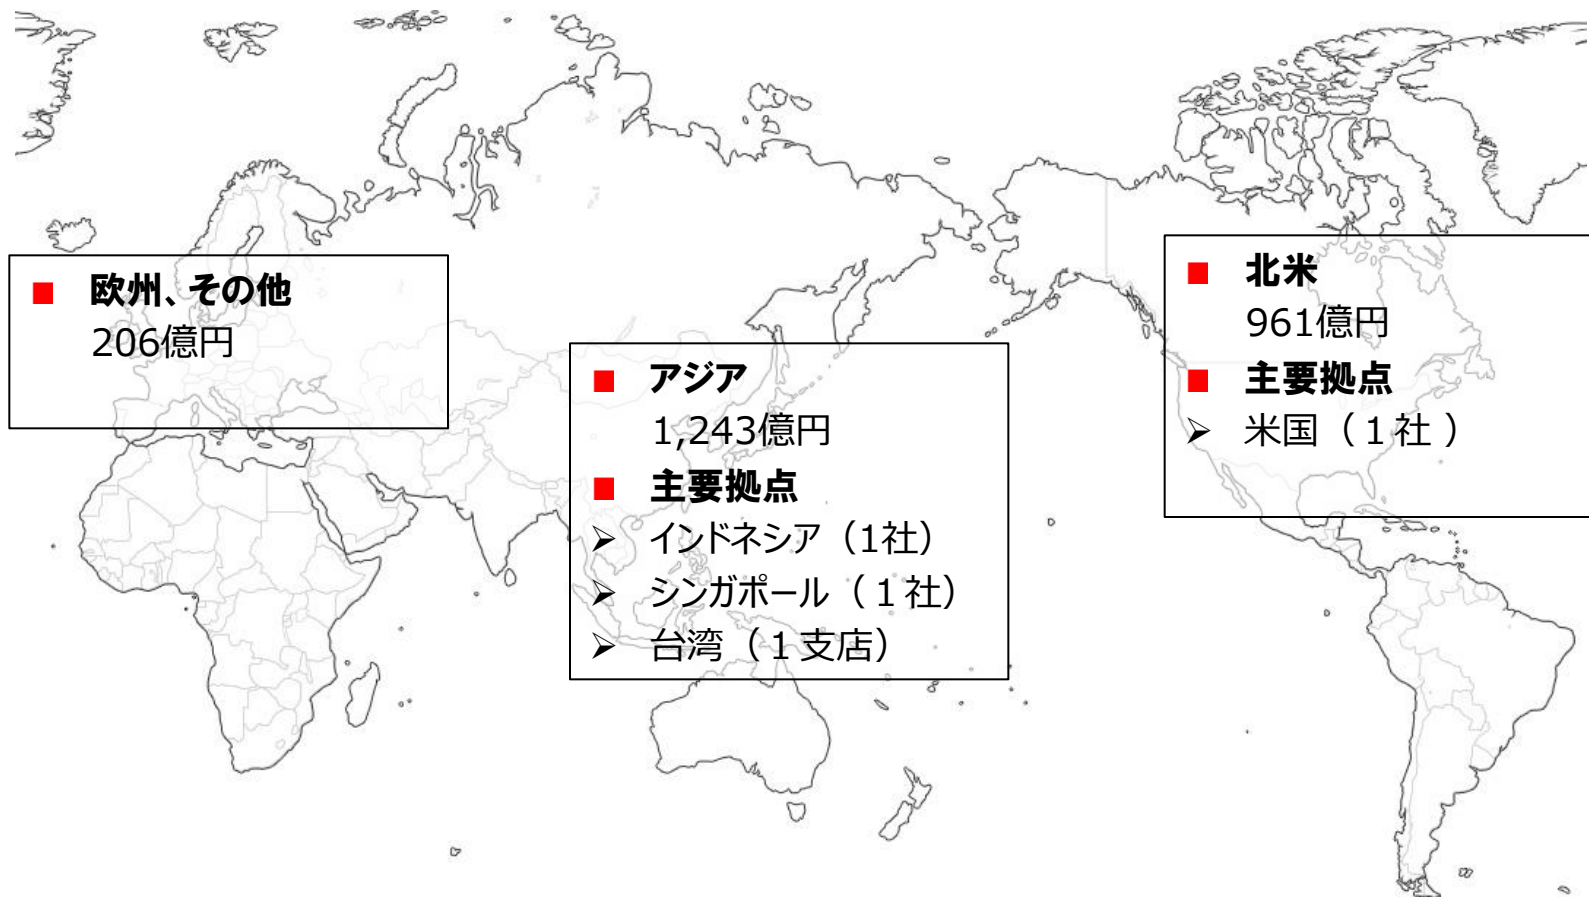 ■ 欧州、その他
206億円
■ アジア
1,243億円
■ 主要拠点
➢ インドネシア（1社）
➢ シンガポール（１社）
➢ 台湾（１支店）
■ 北米
961億円
■ 主要拠点
➢ 米国（１社 ）